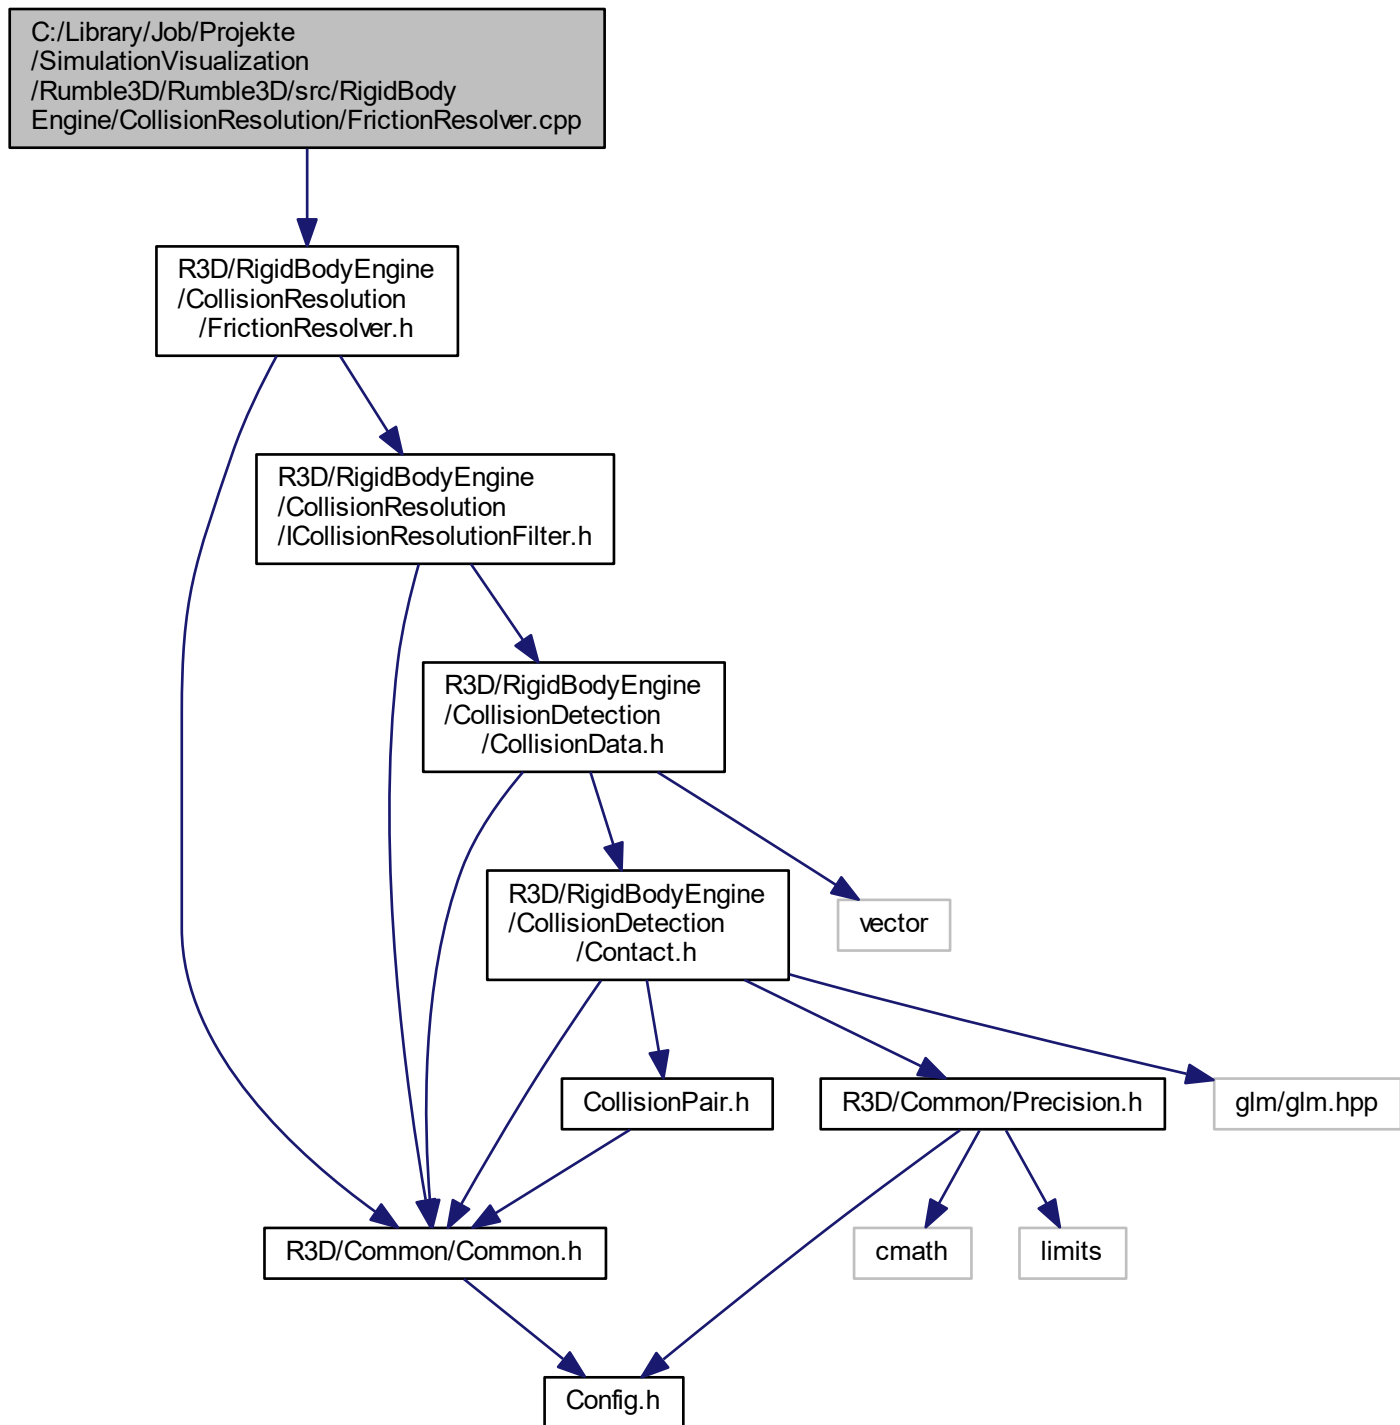 C:/Library/Job/Projekte
/SimulationVisualization
/Rumble3D/Rumble3D/src/RigidBody
Engine/CollisionResolution/FrictionResolver.cpp
R3D/RigidBodyEngine
/CollisionResolution
/FrictionResolver.h
R3D/RigidBodyEngine
/CollisionResolution
/ICollisionResolutionFilter.h
R3D/RigidBodyEngine
/CollisionDetection
/CollisionData.h
R3D/RigidBodyEngine
/CollisionDetection
/Contact.h
vector
CollisionPair.h
R3D/Common/Precision.h
glm/glm.hpp
R3D/Common/Common.h
cmath
limits
Config.h